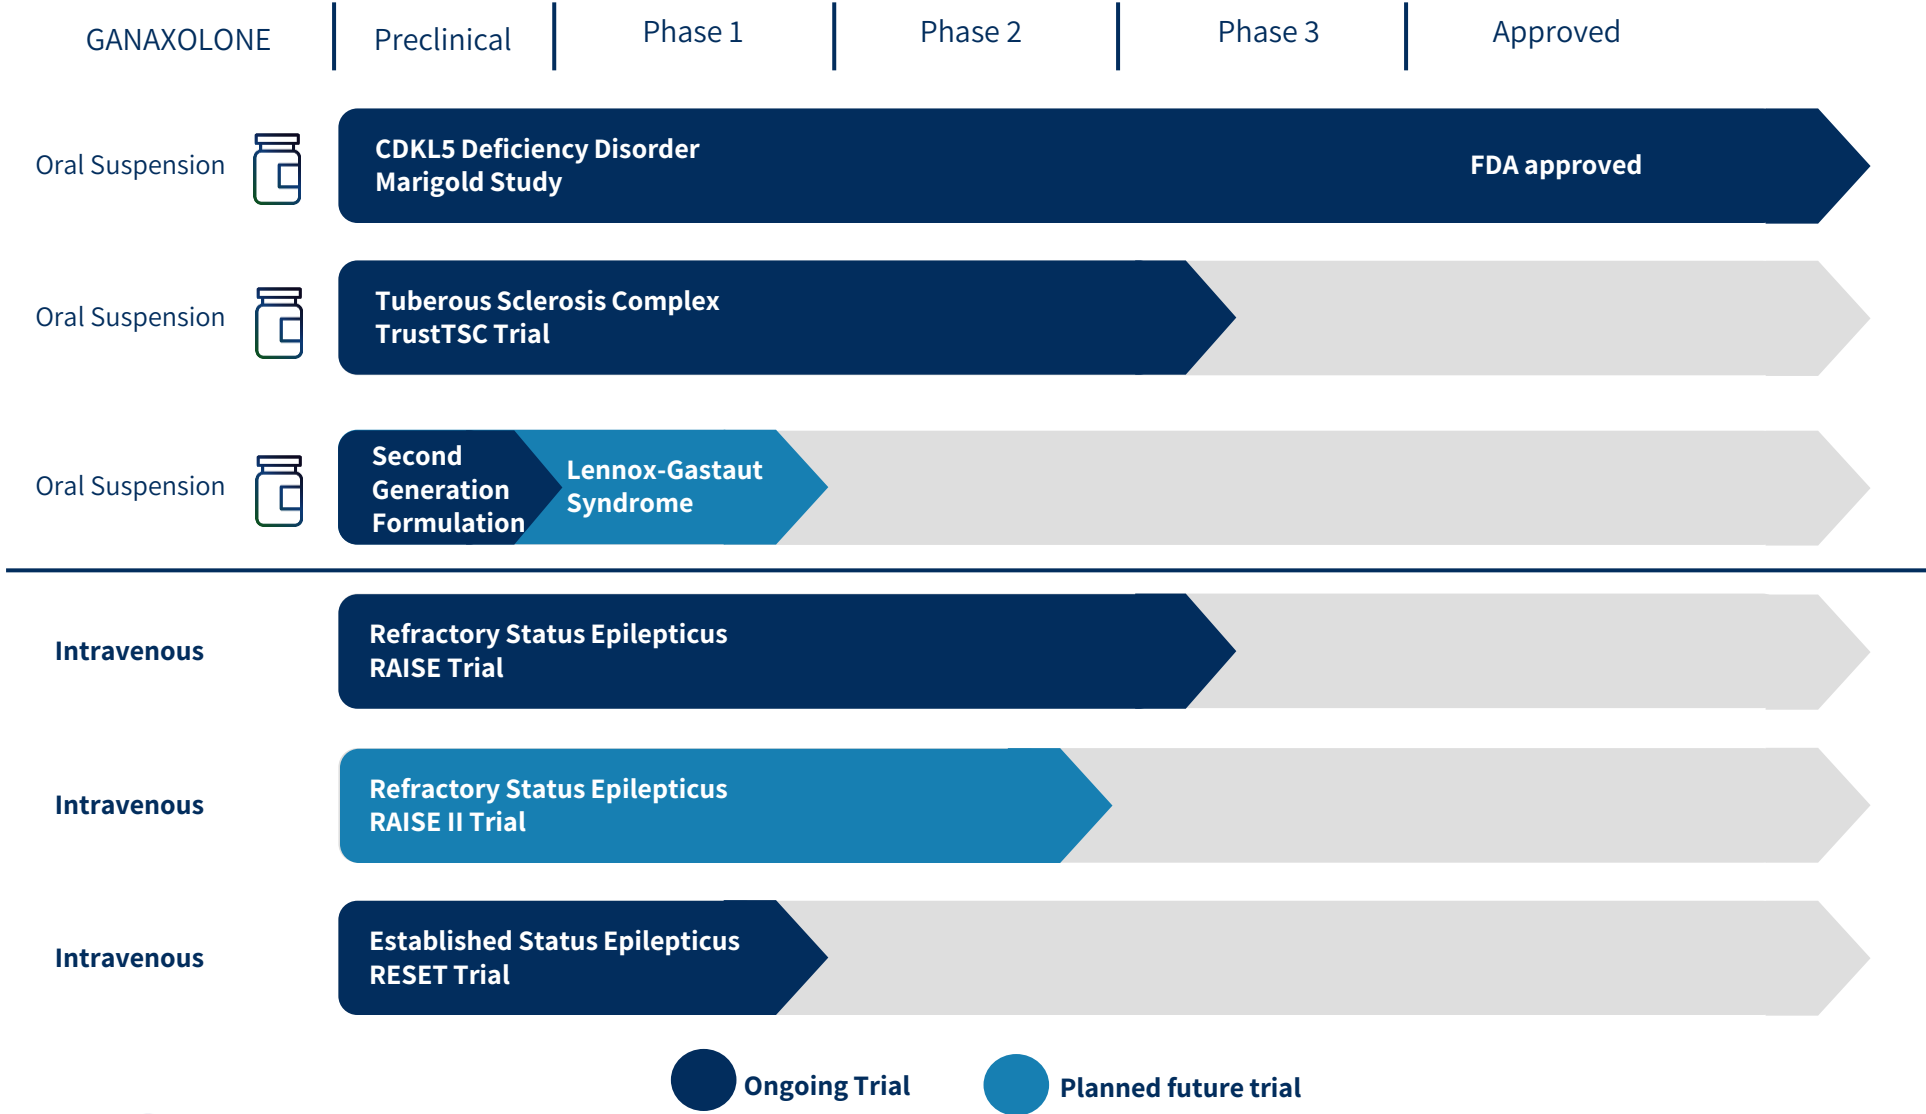 GANAXOLONE
Preclinical
Phase 1
Phase 2
Phase 3
Approved
Oral Suspension
CDKL5 Deficiency Disorder
Marigold Study
FDA approved
Oral Suspension
Tuberous Sclerosis Complex
TrustTSC Trial
Oral Suspension
Second
Generation
Formulation
Lennox-Gastaut
Syndrome
Intravenous
Refractory Status Epilepticus
RAISE Trial
Intravenous
Refractory Status Epilepticus
RAISE II Trial
Intravenous
Established Status Epilepticus
RESET Trial
Ongoing Trial
Planned future trial